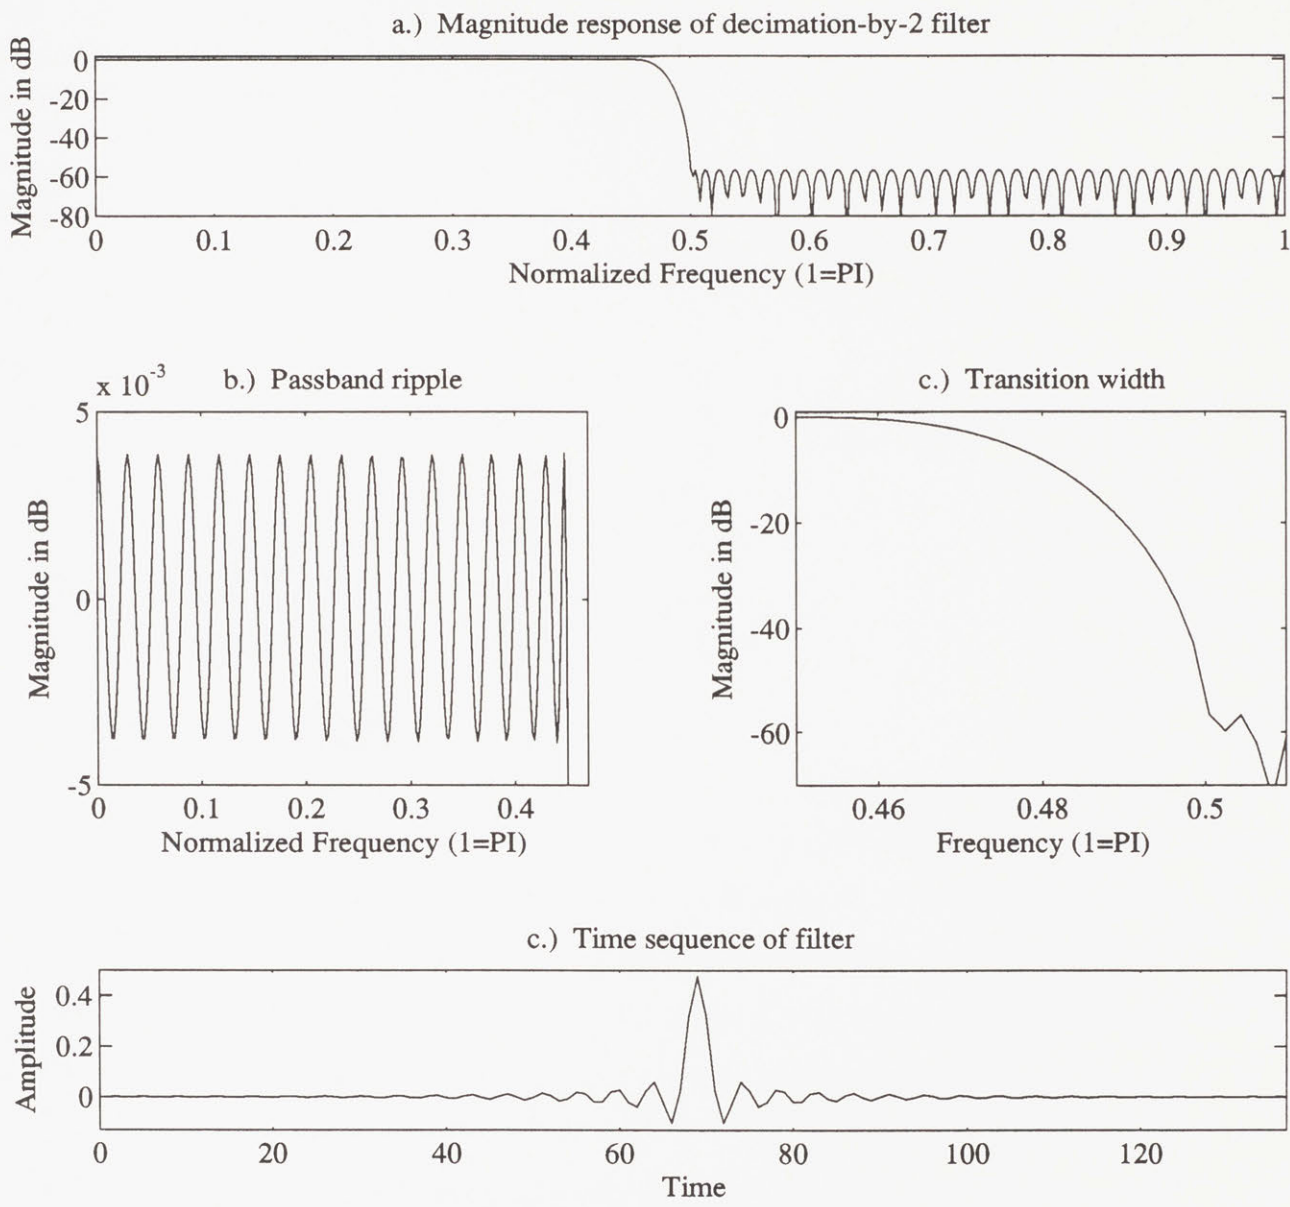 a.) Magnitude response of decimation-by-2 filter
Magnitude in dB
0
-20
-40
-60
-80
0 0.1 0.2 0.3 0.4 0.5 0.6 0.7 0.8 0.9 1
Normalized Frequency (1=PI)
x 10-3 b.) Passband ripple
Magnitude in dB
5
0
-5
0 0.1 0.2 0.3 0.4
Normalized Frequency (1=PI)
c.) Transition width
Magnitude in dB
0
-20
-40
-60
0.46 0.48 0.5
Frequency (1=PI)
c.) Time sequence of filter
Amplitude
0.4
0.2
0
0 20 40 60 80 100 120
Time